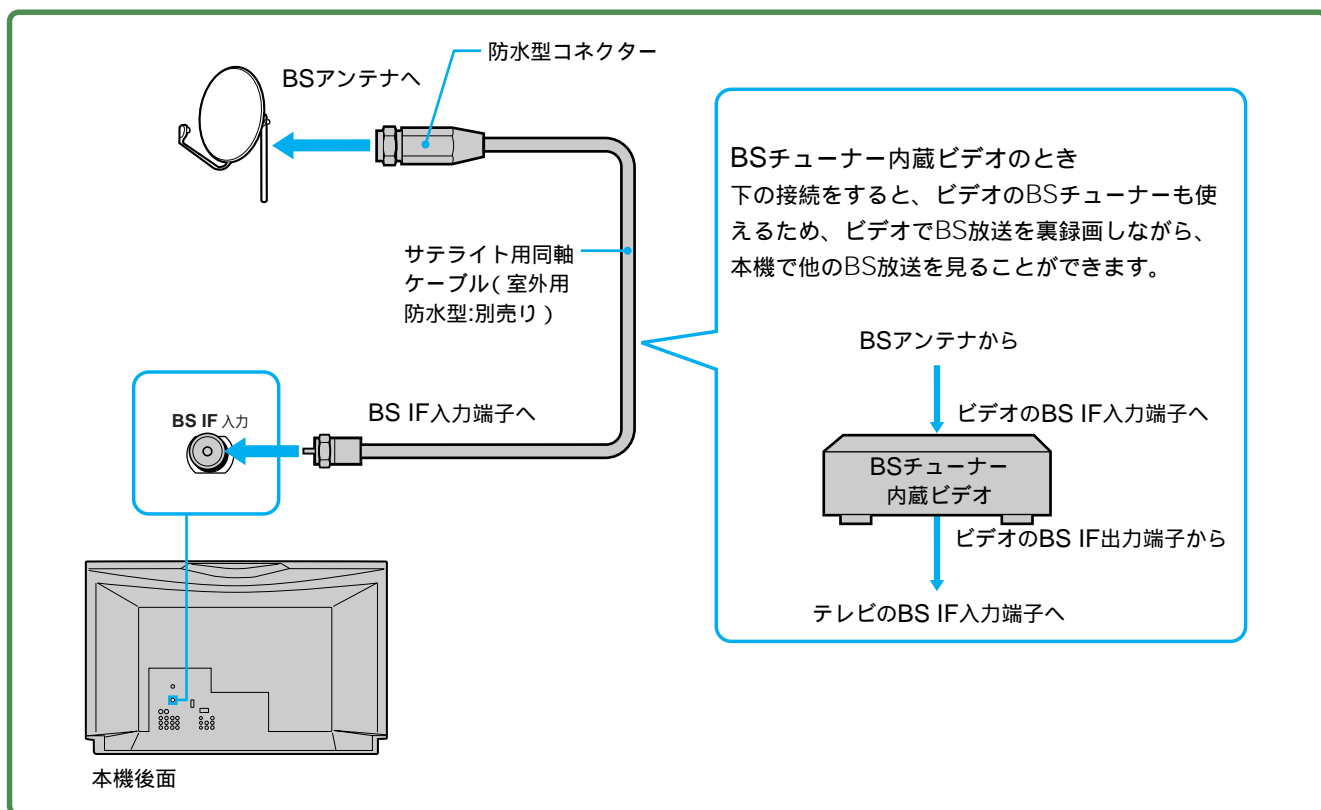 防水型コネクター
BSアンテナへ
サテライト用同軸
ケーブル(室外用
防水型:別売り)
BS IF 入力
BS IF入力端子へ
本機後面
BSチューナー内蔵ビデオのとき
下の接続をすると、ビデオのBSチューナーも使
えるため、ビデオでBS放送を裏録画しながら、
本機で他のBS放送を見ることができます。
BSアンテナから
ビデオのBS IF入力端子へ
BSチューナー
内蔵ビデオ
ビデオのBS IF出力端子から
テレビのBS IF入力端子へ